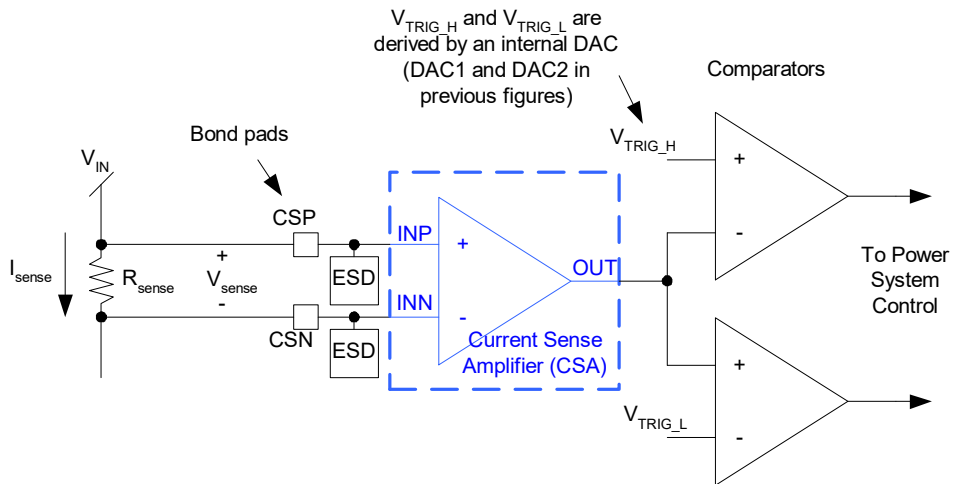 V_TRIG_H and V_TRIG_L are
derived by an internal DAC
(DAC1 and DAC2 in
previous figures)
Comparators
Bond pads
V_IN
V_TRIG_H
+
-
CSP
INP
+
I_sense
R_sense
+
V_sense
-
ESD
OUT
To Power
System
Control
INN
-
CSN
ESD
Current Sense
Amplifier (CSA)
+
V_TRIG_L
-